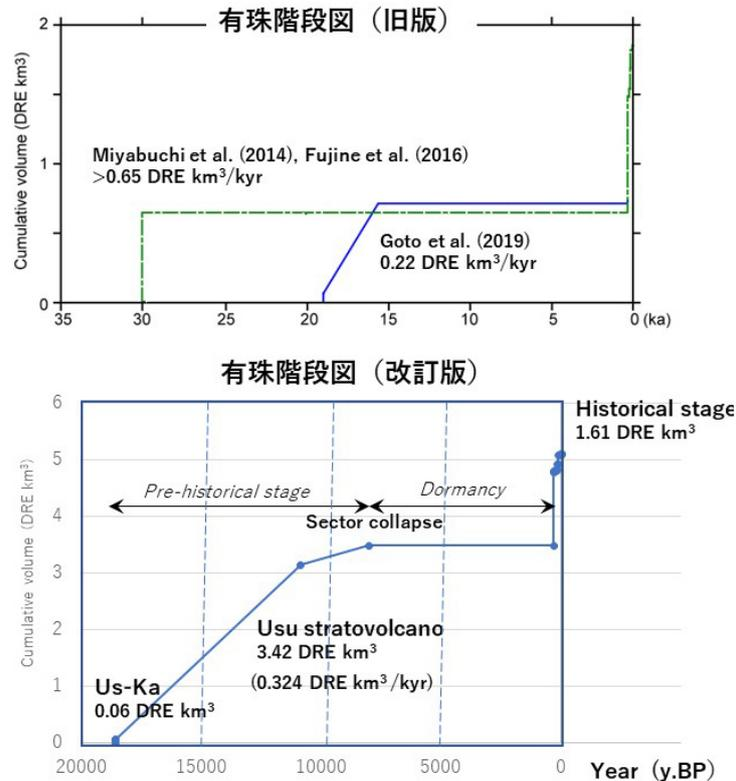 有珠階段図（旧版）
Cumulative volume (DRE km3)
2
1
0
Miyabuchi et al. (2014), Fujine et al. (2016)
>0.65 DRE km³/kyr
Goto et al. (2019)
0.22 DRE km³/kyr
35 30 25 20 15 10 5 0 (ka)
有珠階段図（改訂版）
Cumulative volume (DRE km³)
6
5
4
3
2
1
0
Historical stage
1.61 DRE km³
Pre-historical stage
Dormancy
Sector collapse
Usu stratovolcano
3.42 DRE km³
(0.324 DRE km³/kyr)
Us-Ka
0.06 DRE km³
20000 15000 10000 5000 0 Year (y.BP)